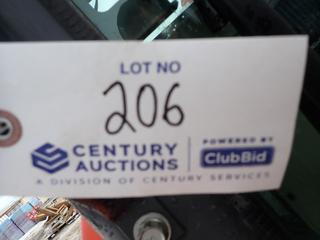 LOT NO
206
CENTURY AUCTIONS
POWERED BY
ClubBid
A DIVISION OF CENTURY SERVICES